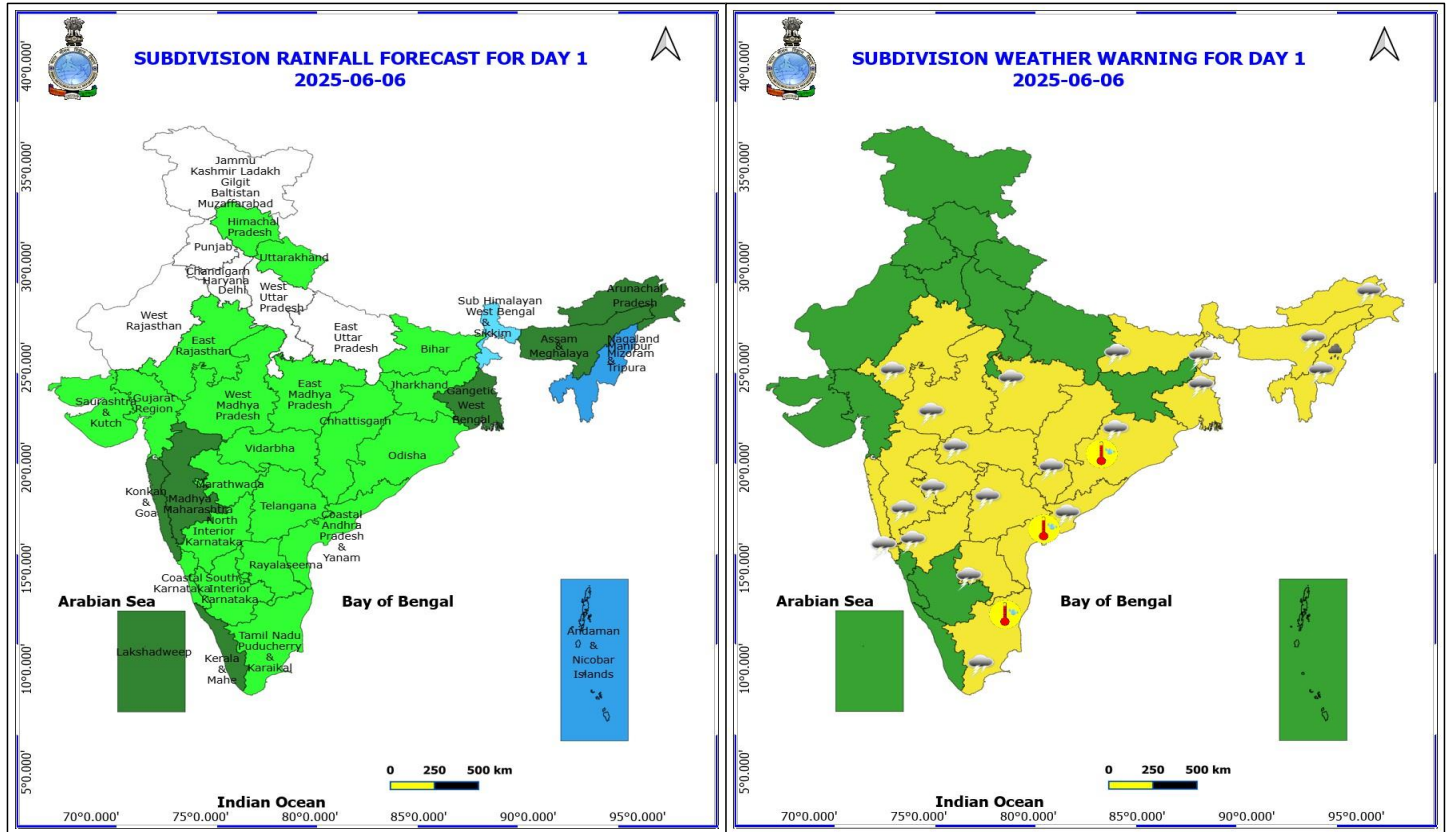 SUBDIVISION RAINFALL FORECAST FOR DAY 1
2025-06-06
40°0.000'
35°0.000'
30°0.000'
25°0.000'
20°0.000'
15°0.000'
10°0.000'
5°0.000'
Jammu
Kashmir Ladakh
Gilgit
Baltistan
Muzaffarabad
Himachal
Pradesh
Punjab
Uttarakhand
Chandigarh
Haryana
Delhi
West
Uttar
Pradesh
West
Rajasthan
East
Uttar
Pradesh
Sub Himalayan
West Bengal
&
Sikkim
Arunachal
Pradesh
Assam
&
Meghalaya
Nagaland
Manipur
Mizoram
&
Tripura
East
Rajasthan
Bihar
Jharkhand
Gangetic
West
Bengal
Saurashtra
&
Kutch
Gujarat
Region
West
Madhya
Pradesh
East
Madhya
Pradesh
Chhattisgarh
Vidarbha
Odisha
Konkan
&
Goa
Madhya
Maharashtra
Marathwada
Telangana
North
Interior
Karnataka
Coastal
Andhra
Pradesh
&
Yanam
Rayalaseema
Coastal
Karnataka
South
Interior
Karnataka
Arabian Sea
Bay of Bengal
Lakshadweep
Kerala
&
Mahe
Tamil Nadu
Puducherry
&
Karaikal
Andaman
&
Nicobar
Islands
0 250 500 km
Indian Ocean
70°0.000' 75°0.000' 80°0.000' 85°0.000' 90°0.000' 95°0.000'
SUBDIVISION WEATHER WARNING FOR DAY 1
2025-06-06
40°0.000'
35°0.000'
30°0.000'
25°0.000'
20°0.000'
15°0.000'
10°0.000'
5°0.000'
Arabian Sea
Bay of Bengal
0 250 500 km
Indian Ocean
70°0.000' 75°0.000' 80°0.000' 85°0.000' 90°0.000' 95°0.000'